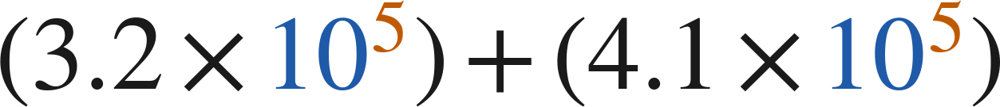 (3.2 × 10⁵) + (4.1 × 10⁵)